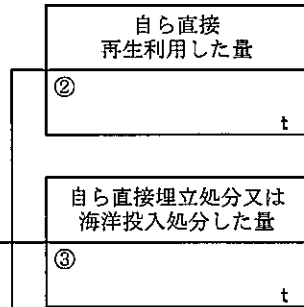 自ら直接
再生利用した量
②
t
自ら直接埋立処分又は
海洋投入処分した量
③
t